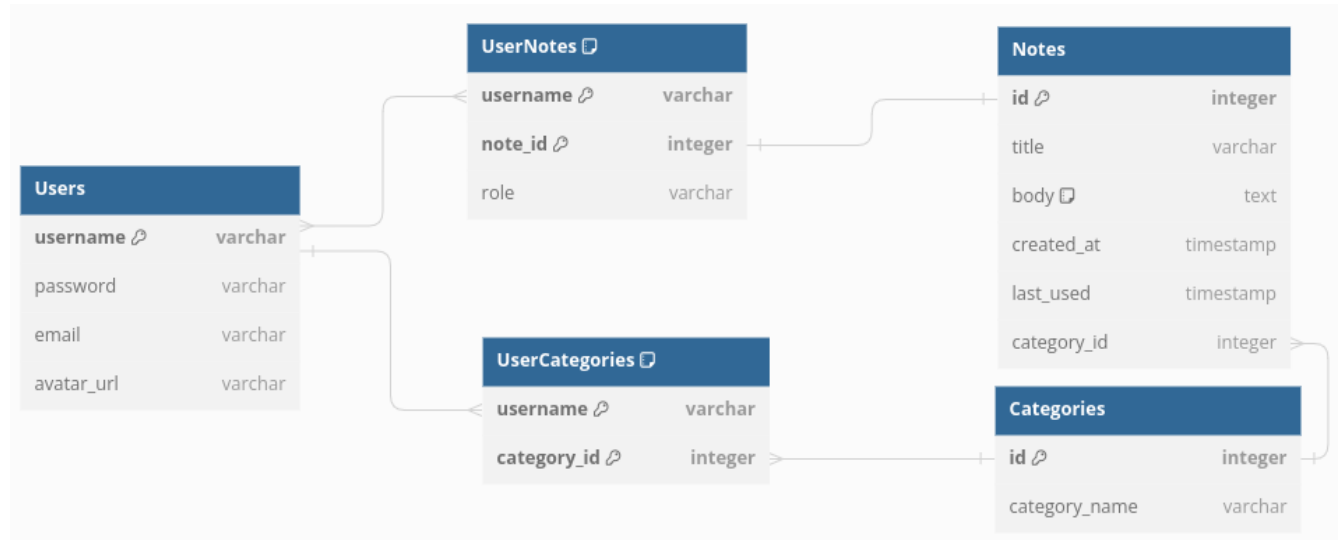 Users
username varchar
password varchar
email varchar
avatar_url varchar
UserNotes
username varchar
note_id integer
role varchar
UserCategories
username varchar
category_id integer
Notes
id integer
title varchar
body text
created_at timestamp
last_used timestamp
category_id integer
Categories
id integer
category_name varchar